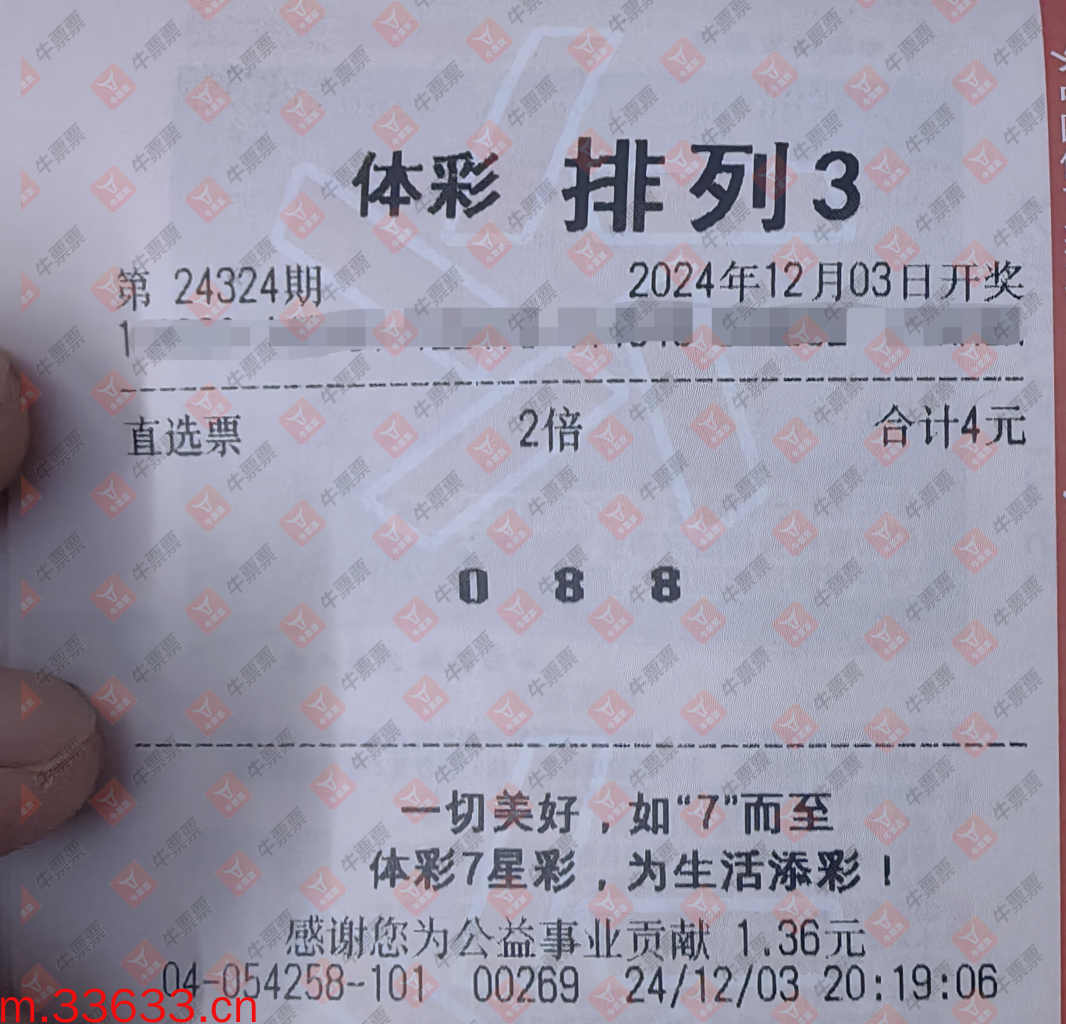 体彩 排列3
第 24324期 2024年12月03日开奖
直选票 2倍 合计4元
0 8 8
一切美好，如“7”而至
体彩7星彩，为生活添彩！
感谢您为公益事业贡献 1.36元
04-054258-101 00269 24/12/03 20:19:06
m.33633.cn
牛票票